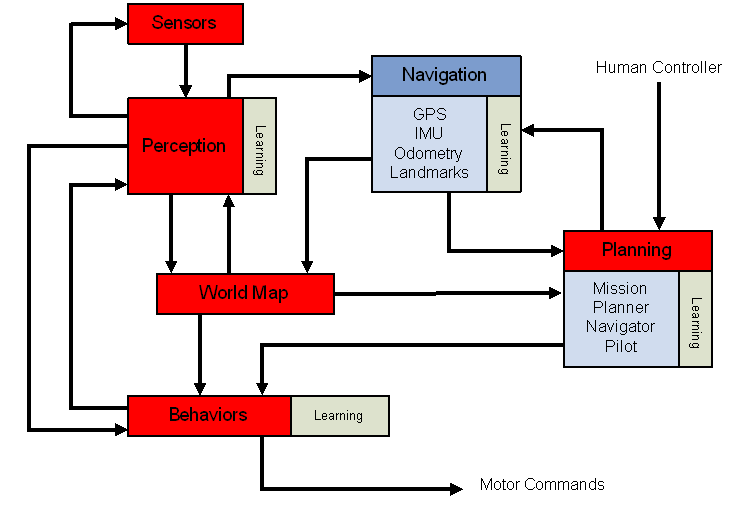 Sensors
Navigation
Human Controller
Perception
Learning
GPS
IMU
Odometry
Landmarks
Learning
Planning
World Map
Mission
Planner
Navigator
Pilot
Learning
Behaviors
Learning
Motor Commands